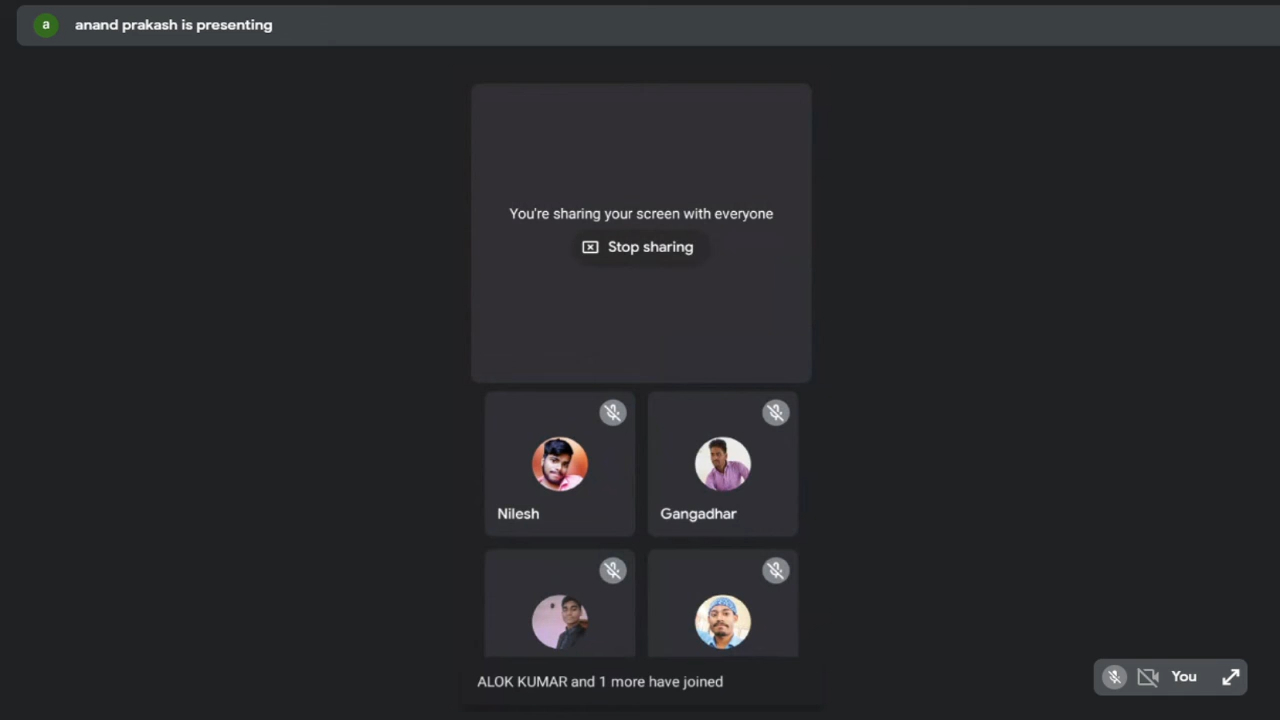 a
anand prakash is presenting
You're sharing your screen with everyone
Stop sharing
Nilesh
Gangadhar
ALOK KUMAR and 1 more have joined
You